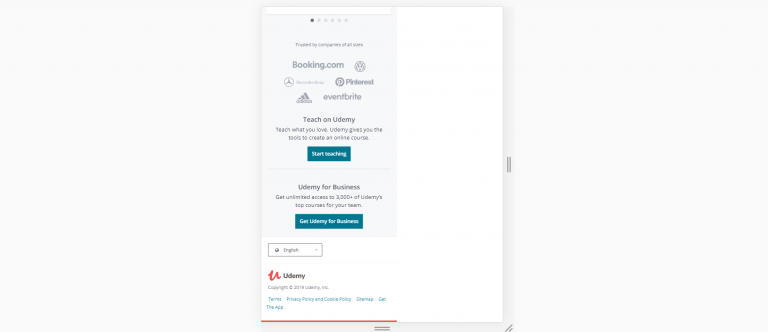 Trusted by companies of all sizes
Booking.com
Mercedes-Benz Pinterest
adidas eventbrite
Teach on Udemy
Teach what you love. Udemy gives you the
tools to create an online course.
Start teaching
Udemy for Business
Get unlimited access to 3,000+ of Udemy's
top courses for your team.
Get Udemy for Business
English
Udemy
Copyright © 2019 Udemy, Inc.
Terms Privacy Policy and Cookie Policy Sitemap Get
The App